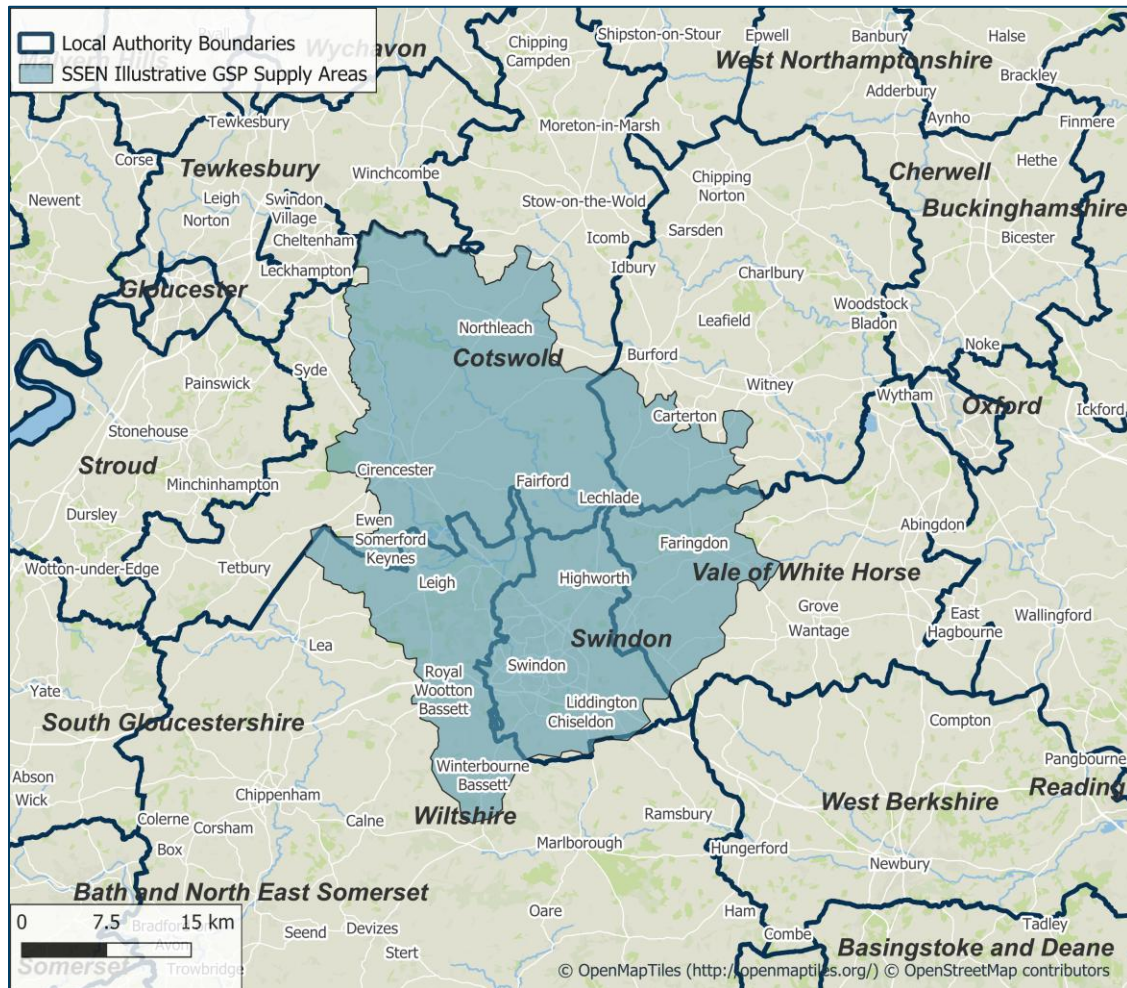 Local Authority Boundaries
SSEN Illustrative GSP Supply Areas
Malvern Hills
Wychavon
Chipping
Campden
Shipston-on-Stour
Epwell
Banbury
Halse
West Northamptonshire
Brackley
Adderbury
Aynho
Finmere
Tewkesbury
Moreton-in-Marsh
Corse
Tewkesbury
Winchcombe
Chipping
Norton
Cherwell
Hethe
Newent
Leigh
Norton
Swindon
Village
Stow-on-the-Wold
Buckinghamshire
Cheltenham
Icomb
Sarsden
Bicester
Leckhampton
Idbury
Charlbury
Gloucester
Woodstock
Bladon
Northleach
Leafield
Cotswold
Burford
Noke
Syde
Painswick
Witney
Wytham
Oxford
Ickford
Carterton
Stonehouse
Stroud
Cirencester
Minchinhampton
Fairford
Lechlade
Dursley
Ewen
Somerford
Keynes
Abingdon
Faringdon
Wotton-under-Edge
Tetbury
Leigh
Highworth
Vale of White Horse
Grove
Wantage
East
Hagbourne
Wallingford
Lea
Swindon
Swindon
Royal
Wootton
Bassett
Yate
Liddington
Chiseldon
South Gloucestershire
Compton
Winterbourne
Bassett
Pangbourne
Abson
Wick
Chippenham
Reading
West Berkshire
Wiltshire
Ramsbury
Colerne
Corsham
Calne
Box
Marlborough
Hungerford
Newbury
Bath and North East Somerset
0 7.5 15 km
Bradford on
Avon
Seend
Devizes
Oare
Ham
Tadley
Combe
Stert
Basingstoke and Deane
Somerset
Trowbridge
© OpenMapTiles (http://openmaptiles.org/) © OpenStreetMap contributors